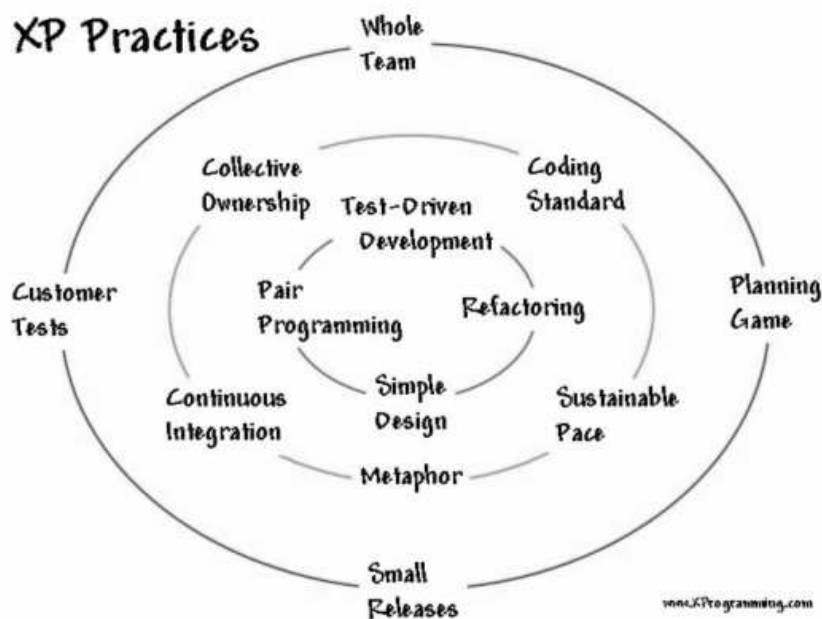 XP Practices
Whole
Team
Collective
Ownership
Coding
Standard
Test-Driven
Development
Customer
Tests
Pair
Programming
Refactoring
Planning
Game
Continuous
Integration
Simple
Design
Sustainable
Pace
Metaphor
Small
Releases
www.XProgramming.com